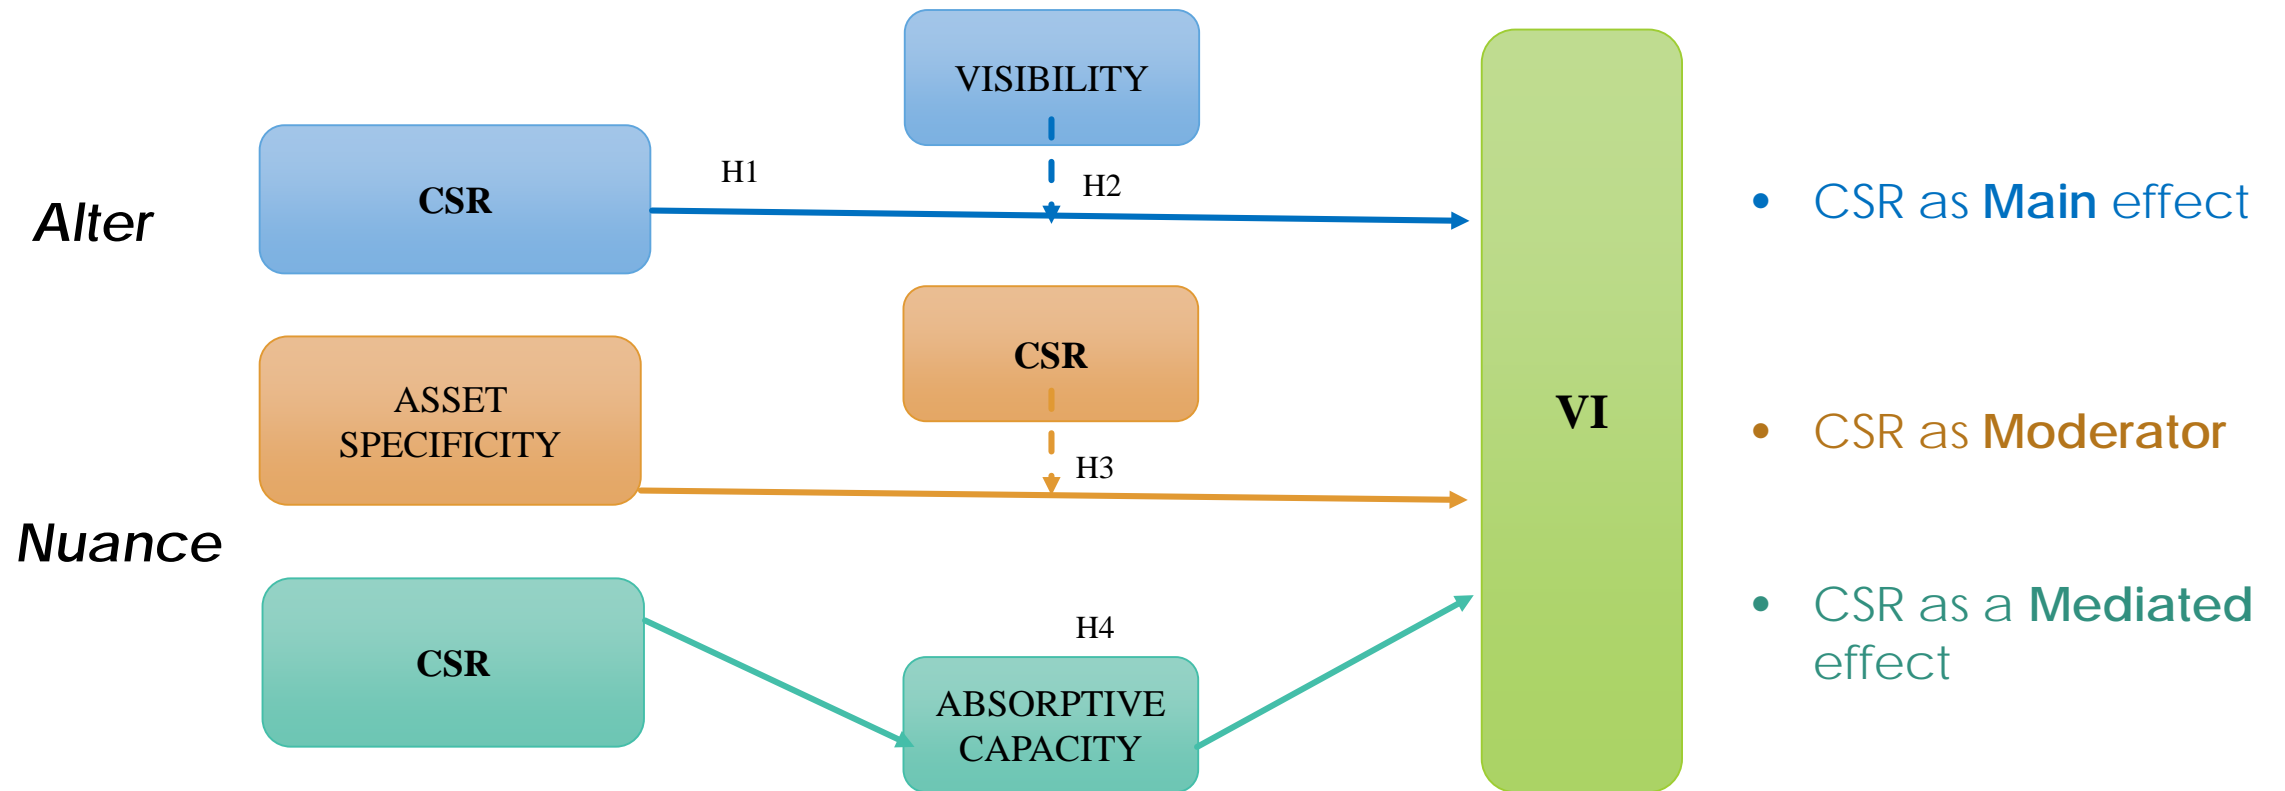 VISIBILITY
H1
H2
CSR
Alter
CSR as Main effect
CSR
ASSET
SPECIFICITY
H3
VI
CSR as Moderator
Nuance
CSR
H4
ABSORPTIVE
CAPACITY
CSR as a Mediated
effect